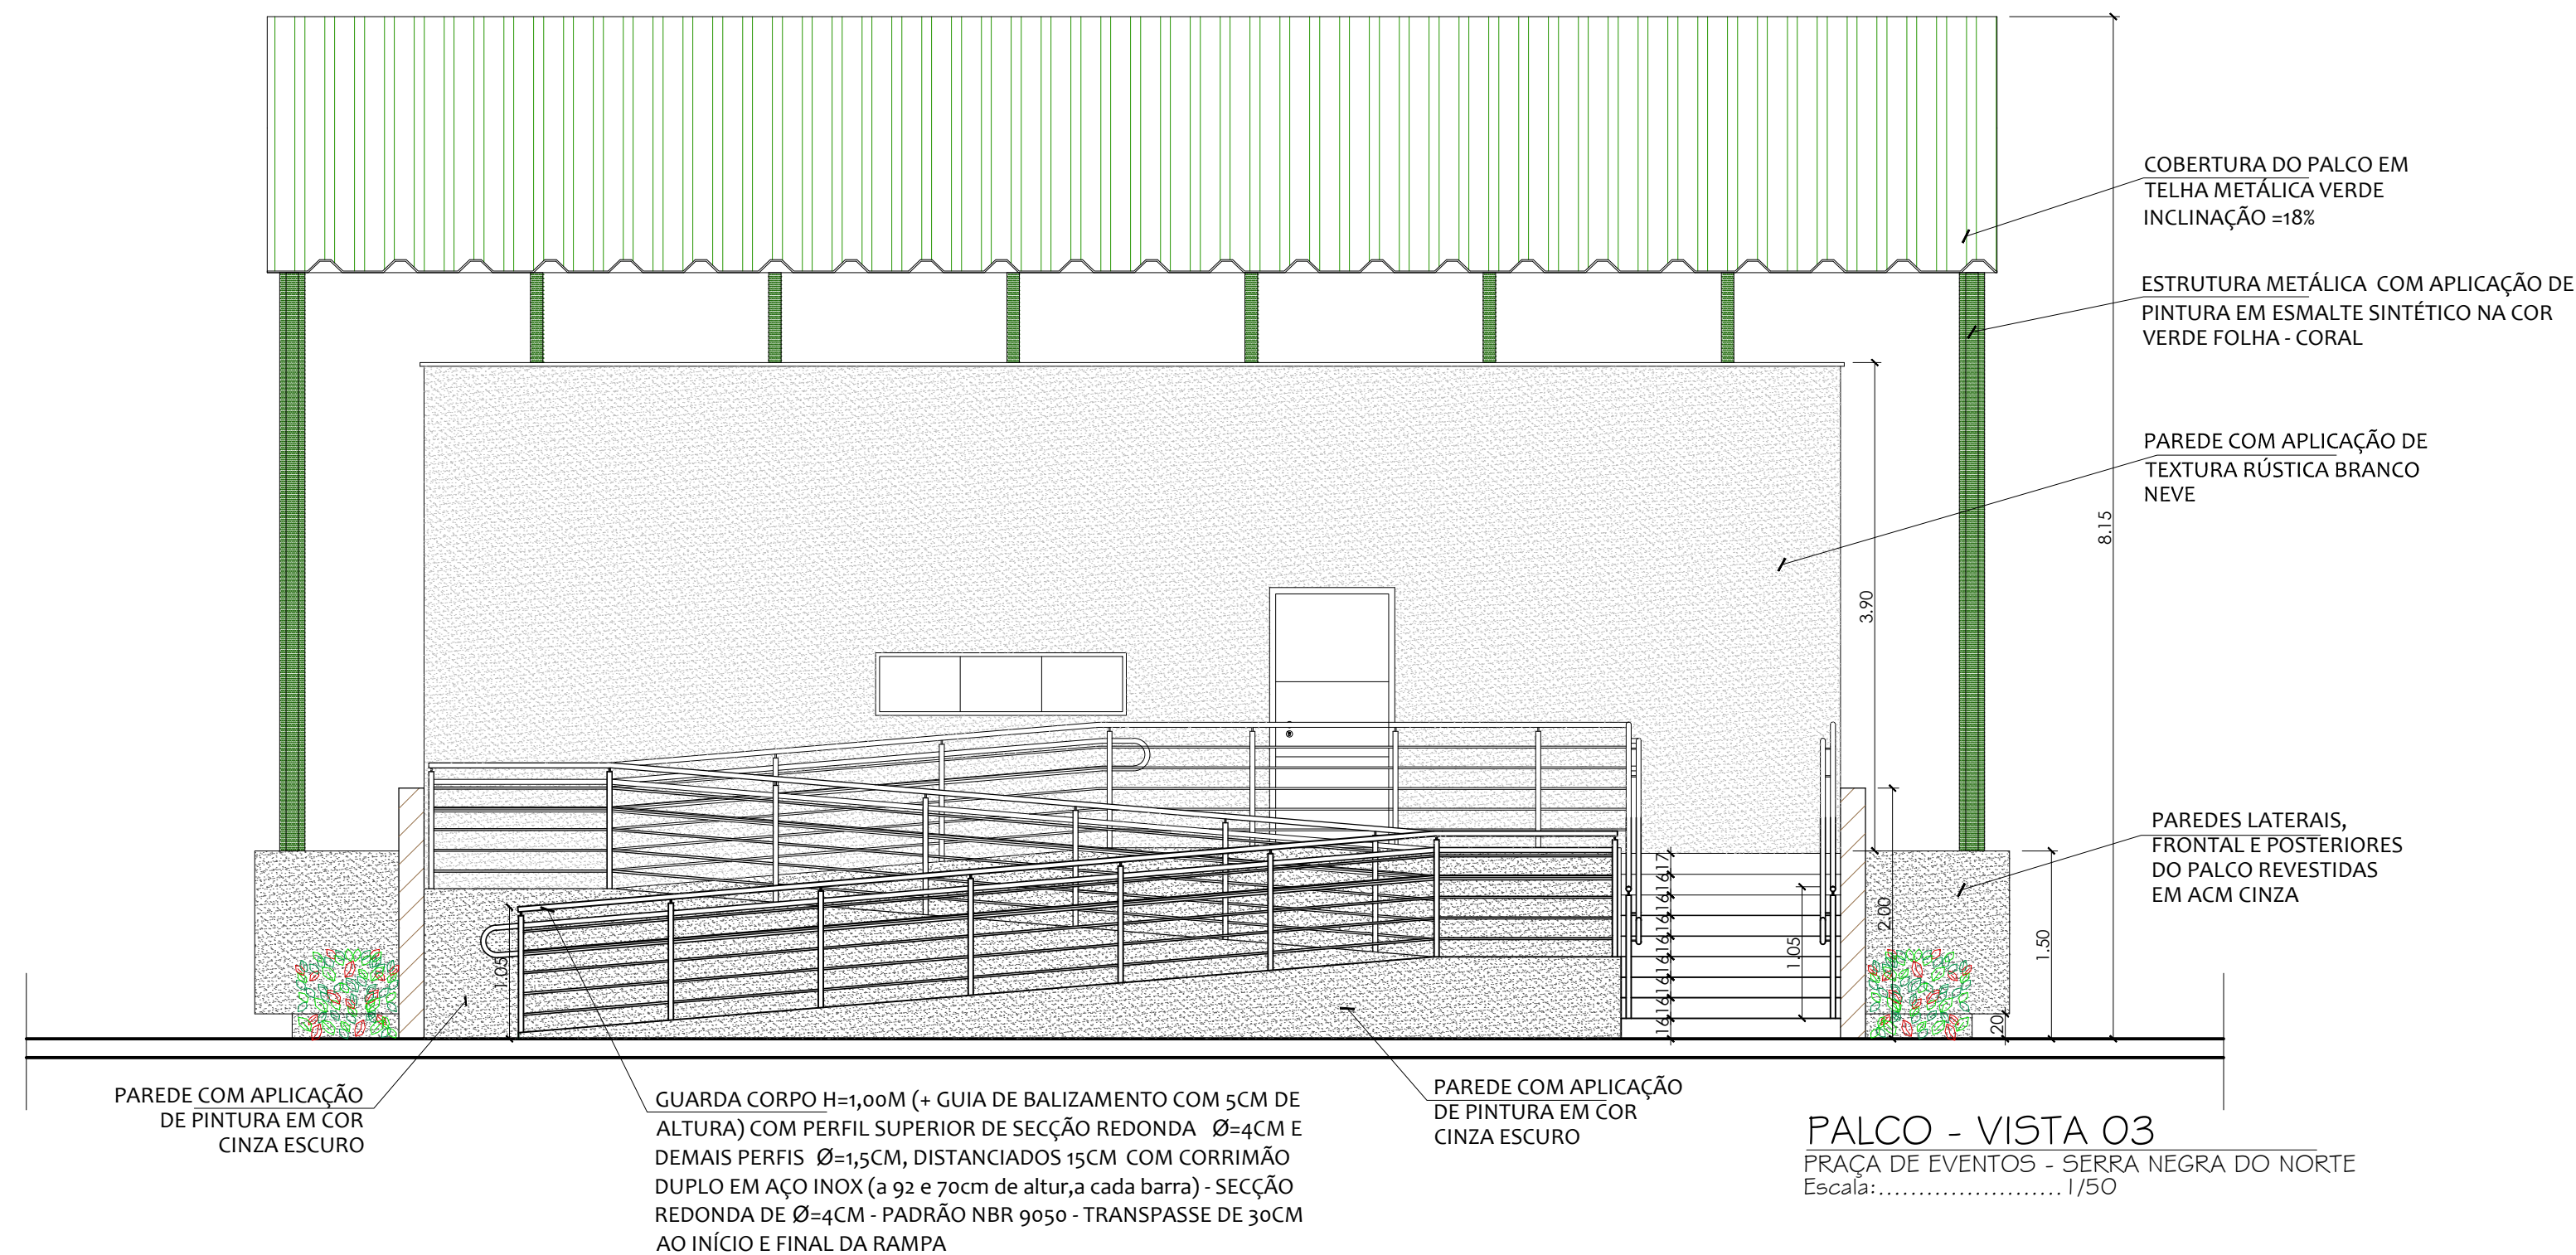 COBERTURA DO PALCO EM
TELHA METÁLICA VERDE
INCLINAÇÃO =18%
ESTRUTURA METÁLICA COM APLICAÇÃO DE
PINTURA EM ESMALTE SINTÉTICO NA COR
VERDE FOLHA - CORAL
PAREDE COM APLICAÇÃO DE
TEXTURA RÚSTICA BRANCO
NEVE
8.15
3.90
PAREDES LATERAIS,
FRONTAL E POSTERIORES
DO PALCO REVESTIDAS
EM ACM CINZA
2.00
1.50
1.05
1.05
20
16 16 16 16 16 16 16 16 17
PAREDE COM APLICAÇÃO
DE PINTURA EM COR
CINZA ESCURO
GUARDA CORPO H=1,00M (+ GUIA DE BALIZAMENTO COM 5CM DE
ALTURA) COM PERFIL SUPERIOR DE SECÇÃO REDONDA Ø=4CM E
DEMAIS PERFIS Ø=1,5CM, DISTANCIADOS 15CM COM CORRIMÃO
DUPLO EM AÇO INOX (a 92 e 70cm de altur,a cada barra) - SECÇÃO
REDONDA DE Ø=4CM - PADRÃO NBR 9050 - TRANSPASSE DE 30CM
AO INÍCIO E FINAL DA RAMPA
PAREDE COM APLICAÇÃO
DE PINTURA EM COR
CINZA ESCURO
PALCO - VISTA 03
PRAÇA DE EVENTOS - SERRA NEGRA DO NORTE
Escala:...................... 1/50